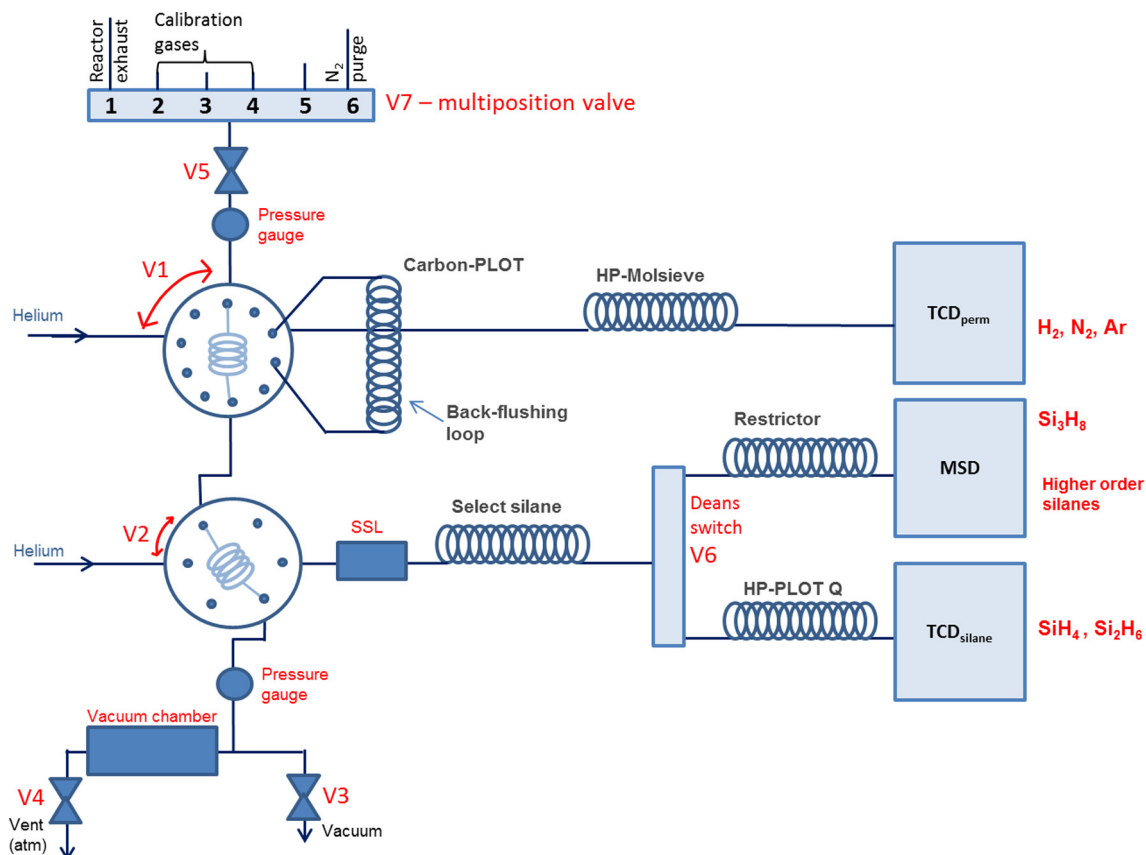 Reactor
exhaust
Calibration
gases
N2
purge
1 2 3 4 5 6
V7 – multiposition valve
V5
Pressure
gauge
V1
Carbon-PLOT
HP-Molsieve
Helium
TCDperm
H2, N2, Ar
Back-flushing
loop
Restrictor
Si3H8
MSD
Higher order
silanes
Select silane
Deans
switch
V6
V2
SSL
Helium
HP-PLOT Q
TCDsilane
SiH4, Si2H6
Pressure
gauge
Vacuum chamber
V4
V3
Vent
(atm)
Vacuum